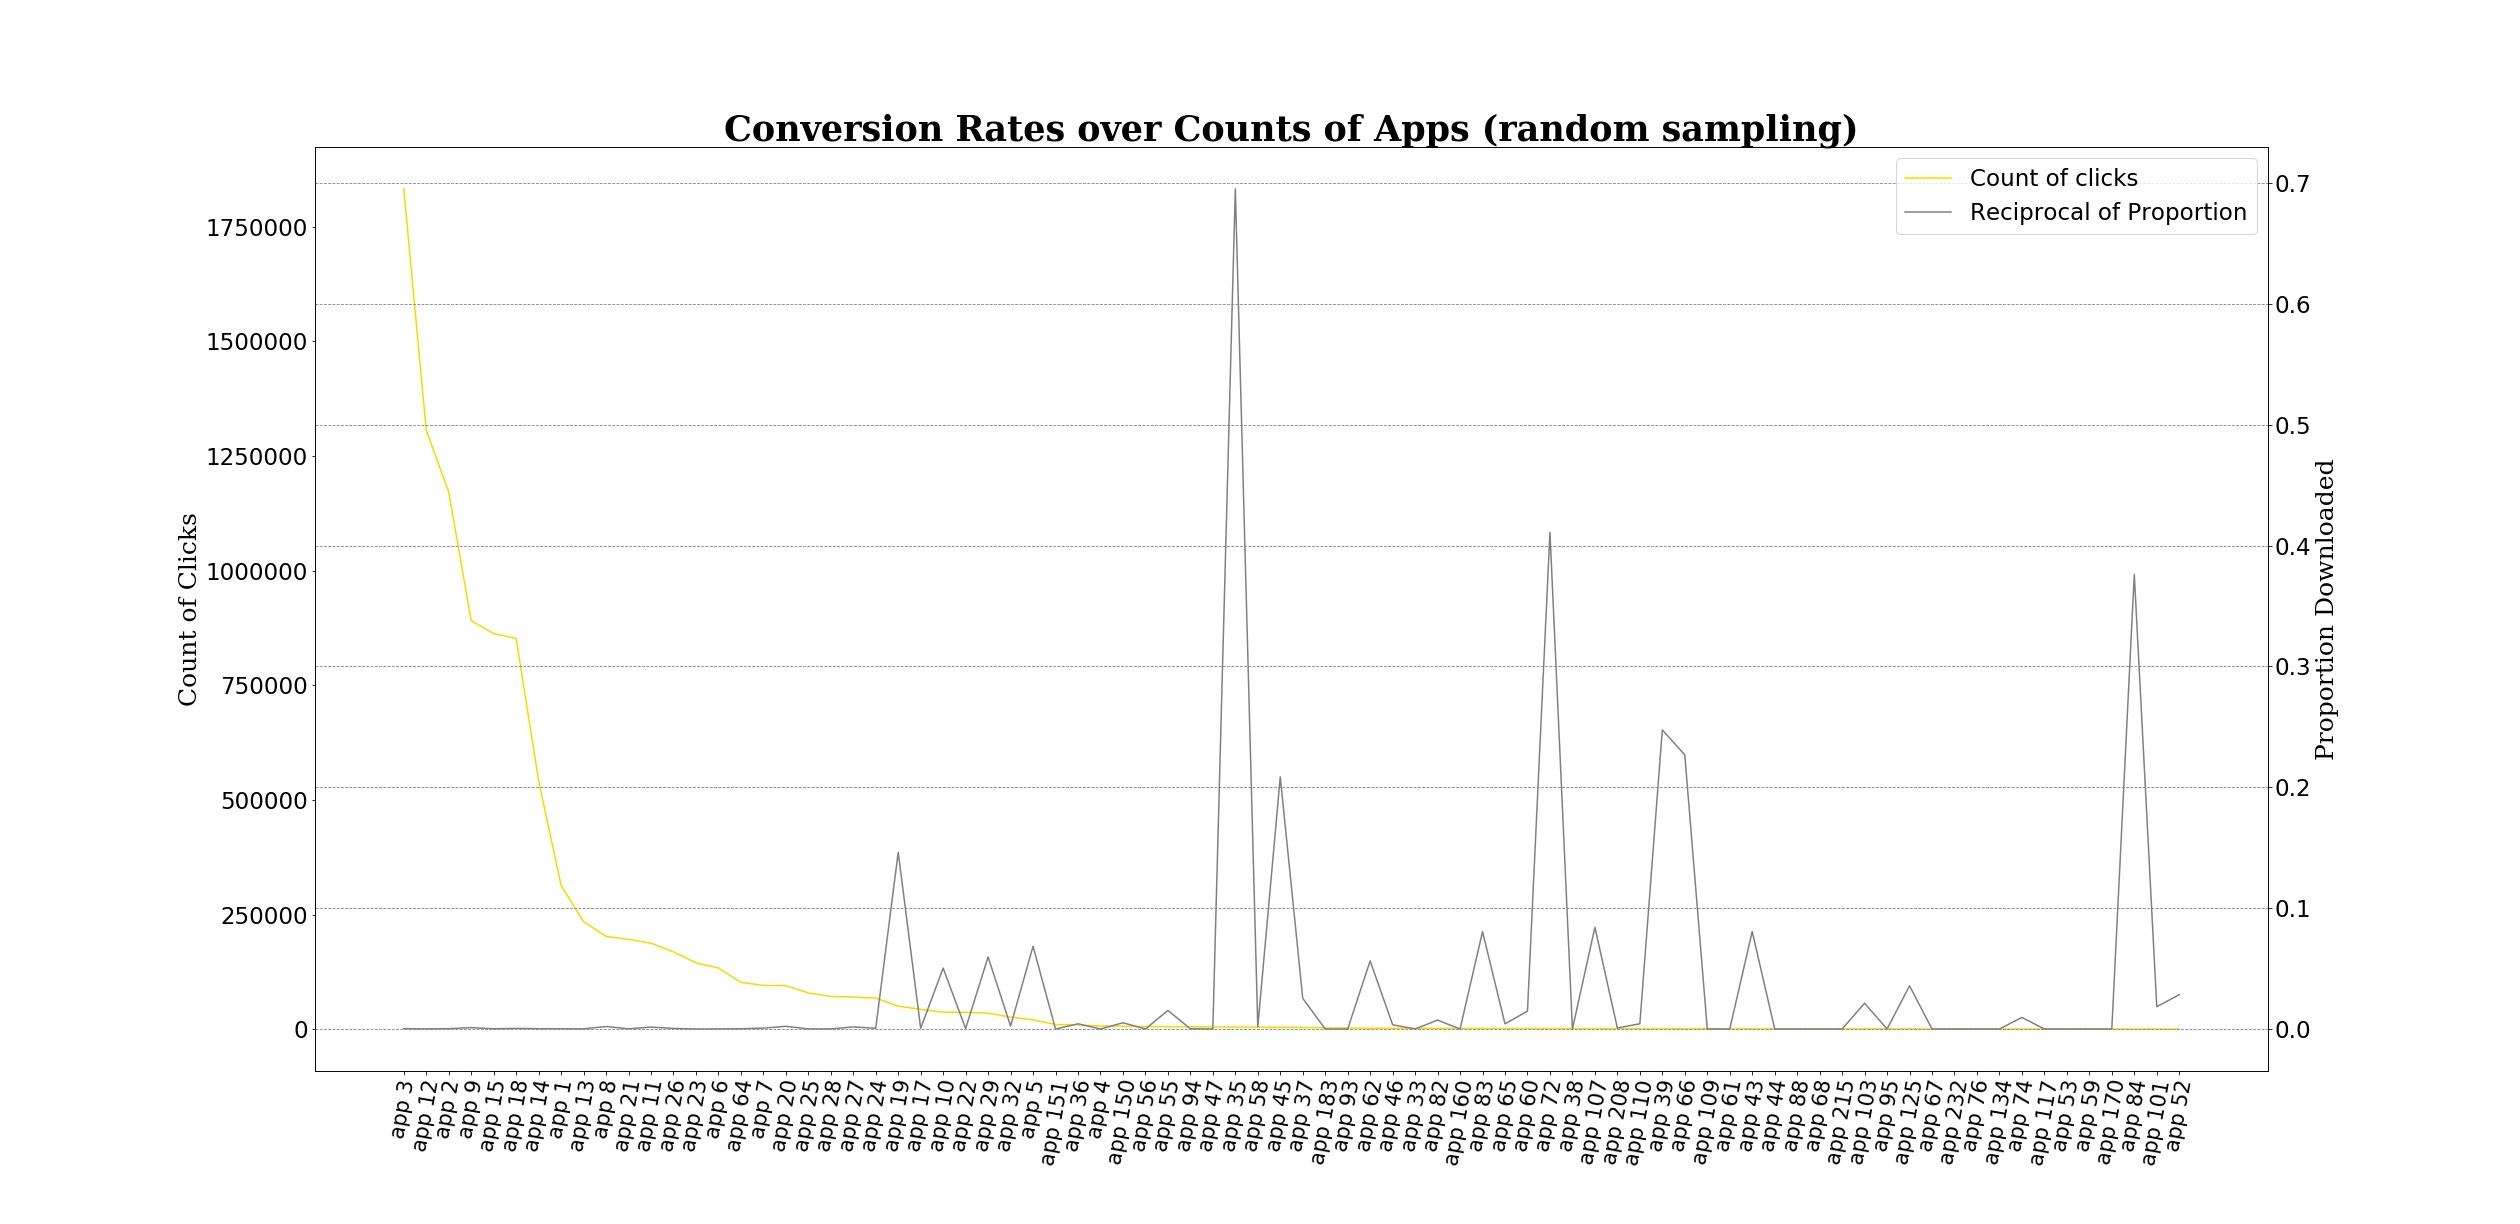 Conversion Rates over Counts of Apps (random sampling)
Count of clicks
Reciprocal of Proportion
Count of Clicks
1750000
1500000
1250000
1000000
750000
500000
250000
0
0.7
0.6
0.5
0.4
0.3
0.2
0.1
0.0
Proportion Downloaded
app 3
app 12
app 2
app 9
app 15
app 18
app 14
app 1
app 13
app 8
app 21
app 11
app 26
app 23
app 6
app 64
app 7
app 20
app 25
app 28
app 27
app 24
app 19
app 17
app 10
app 22
app 29
app 32
app 5
app 151
app 36
app 4
app 150
app 56
app 55
app 94
app 47
app 35
app 58
app 45
app 37
app 183
app 93
app 62
app 46
app 33
app 82
app 160
app 83
app 65
app 60
app 72
app 38
app 107
app 208
app 110
app 39
app 66
app 109
app 61
app 43
app 44
app 88
app 68
app 215
app 103
app 95
app 125
app 67
app 232
app 76
app 134
app 74
app 117
app 53
app 59
app 170
app 84
app 101
app 52